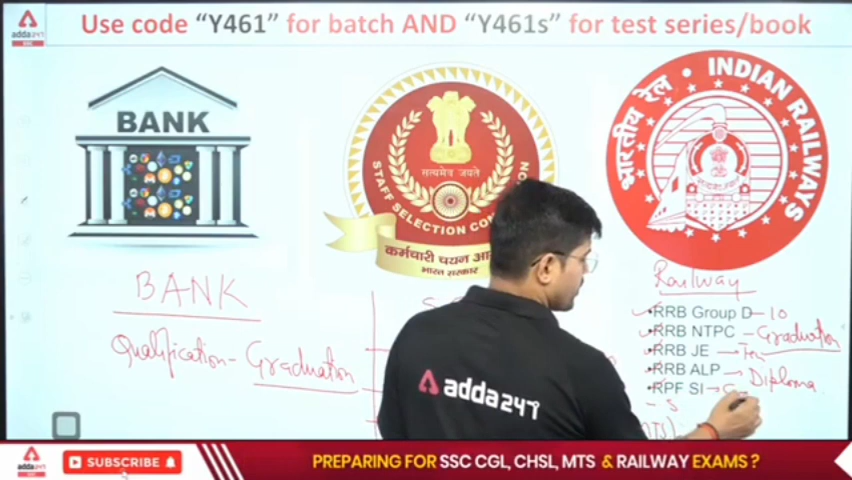 Use code “Y461” for batch AND “Y461s” for test series/book
adda247
BANK
भारतीय रेल • INDIAN RAILWAYS
STAFF SELECTION
सत्यमेव जयते
कर्मचारी चयन
भारत सरकार
BANK
Qualification - Graduation
Railway
•RRB Group D - 10
•RRB NTPC - Graduation
•RRB JE →
•RRB ALP → Diploma
•RPF SI → G
- S
adda247
adda247
SUBSCRIBE
PREPARING FOR SSC CGL, CHSL, MTS & RAILWAY EXAMS ?